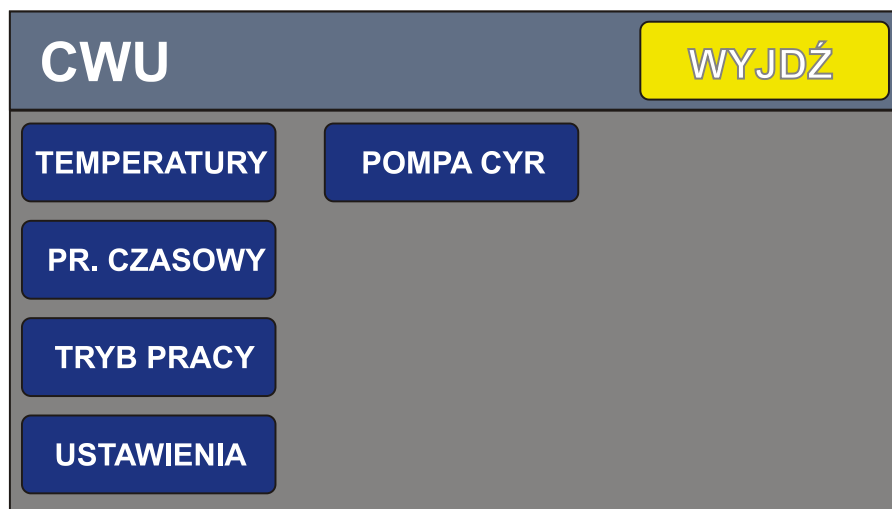 CWU
WYJDŹ
TEMPERATURY
POMPA CYR
PR. CZASOWY
TRYB PRACY
USTAWIENIA